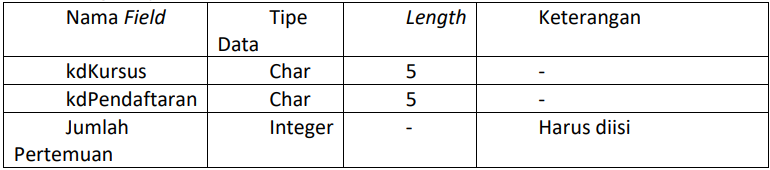 Nama Field Tipe Data Length Keterangan
kdKursus Char 5 -
kdPendaftaran Char 5 -
Jumlah Pertemuan Integer - Harus diisi